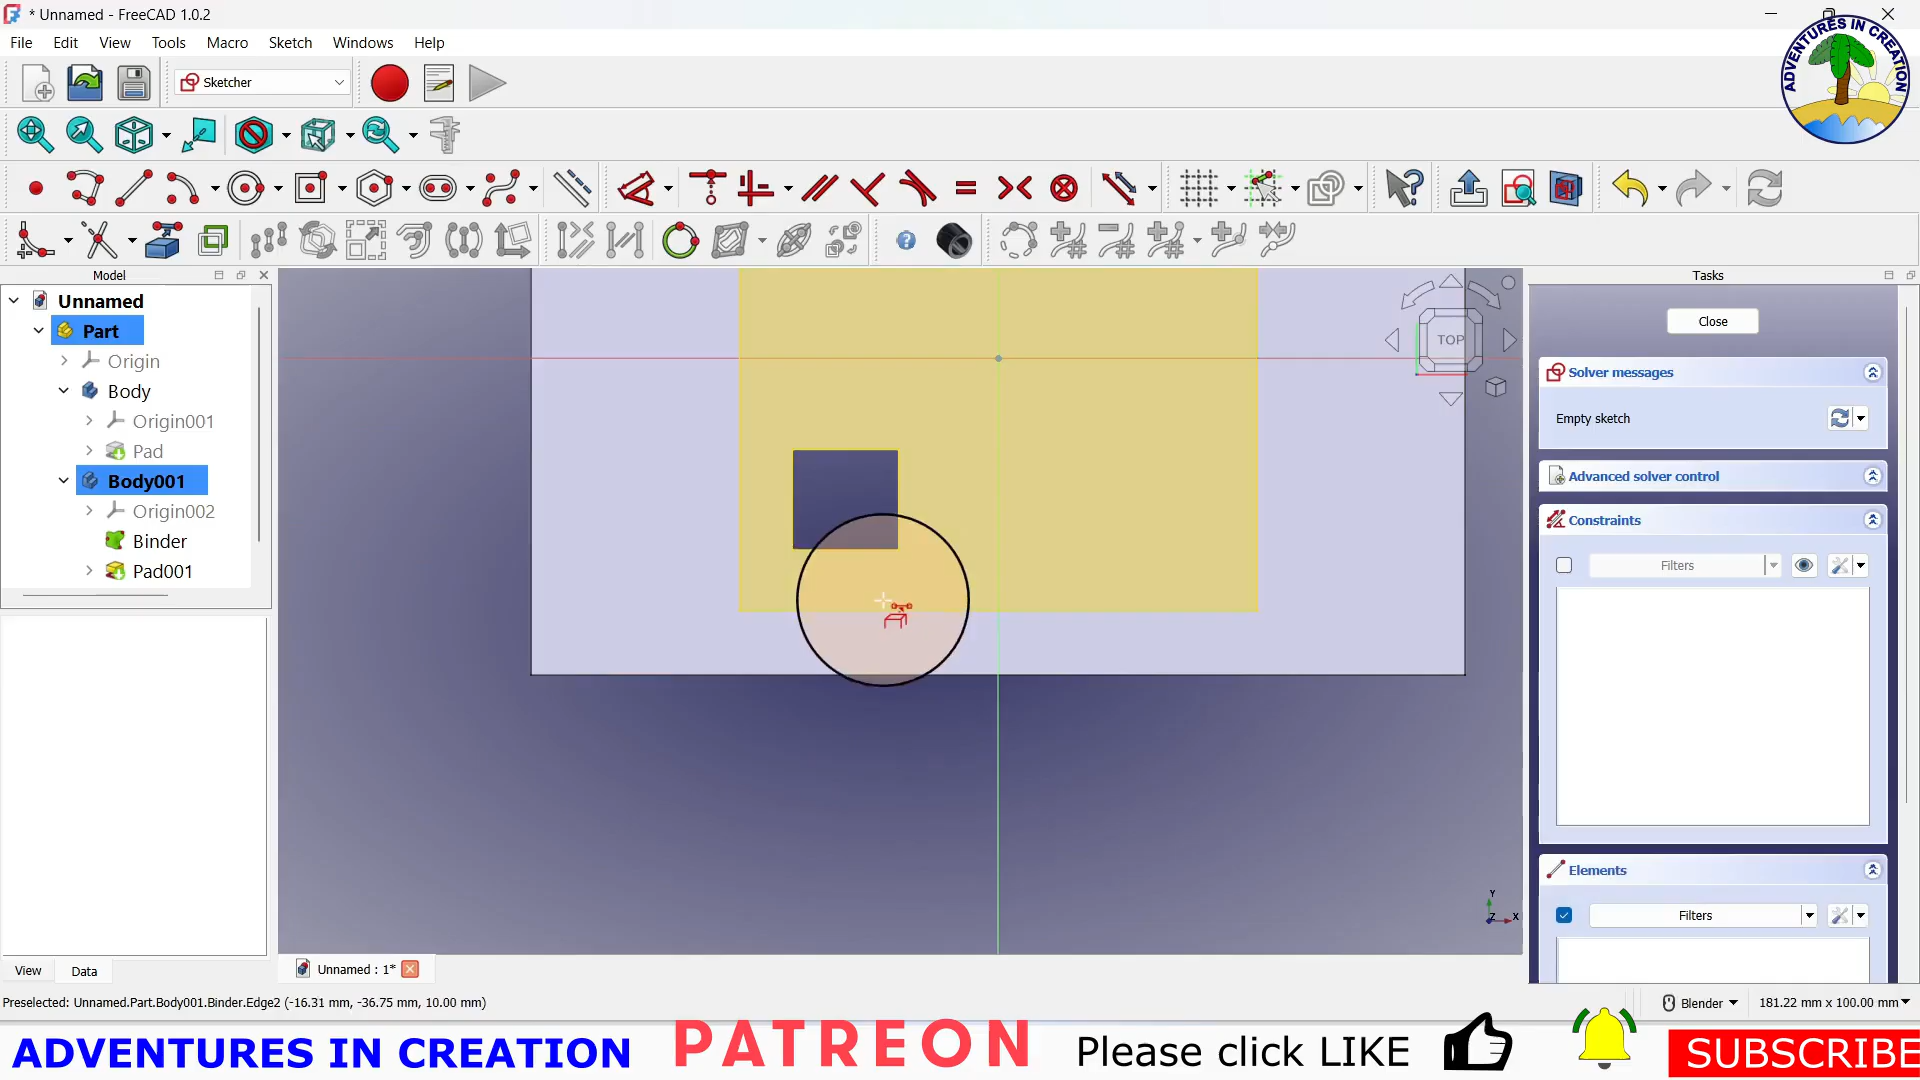 * Unnamed - FreeCAD 1.0.2
File Edit View Tools Macro Sketch Windows Help
ADVENTURES IN CREATION
Sketcher
Model
Tasks
Unnamed
Part
Origin
Body
Origin001
Pad
Body001
Origin002
Binder
Pad001
TOP
Close
Solver messages
Empty sketch
Advanced solver control
Constraints
Filters
Elements
Filters
Y
Z
X
View Data
Unnamed : 1*
Preselected: Unnamed.Part.Body001.Binder.Edge2 (-16.31 mm, -36.75 mm, 10.00 mm)
Blender
181.22 mm x 100.00 mm
ADVENTURES IN CREATION
PATREON
Please click LIKE
SUBSCRIBE